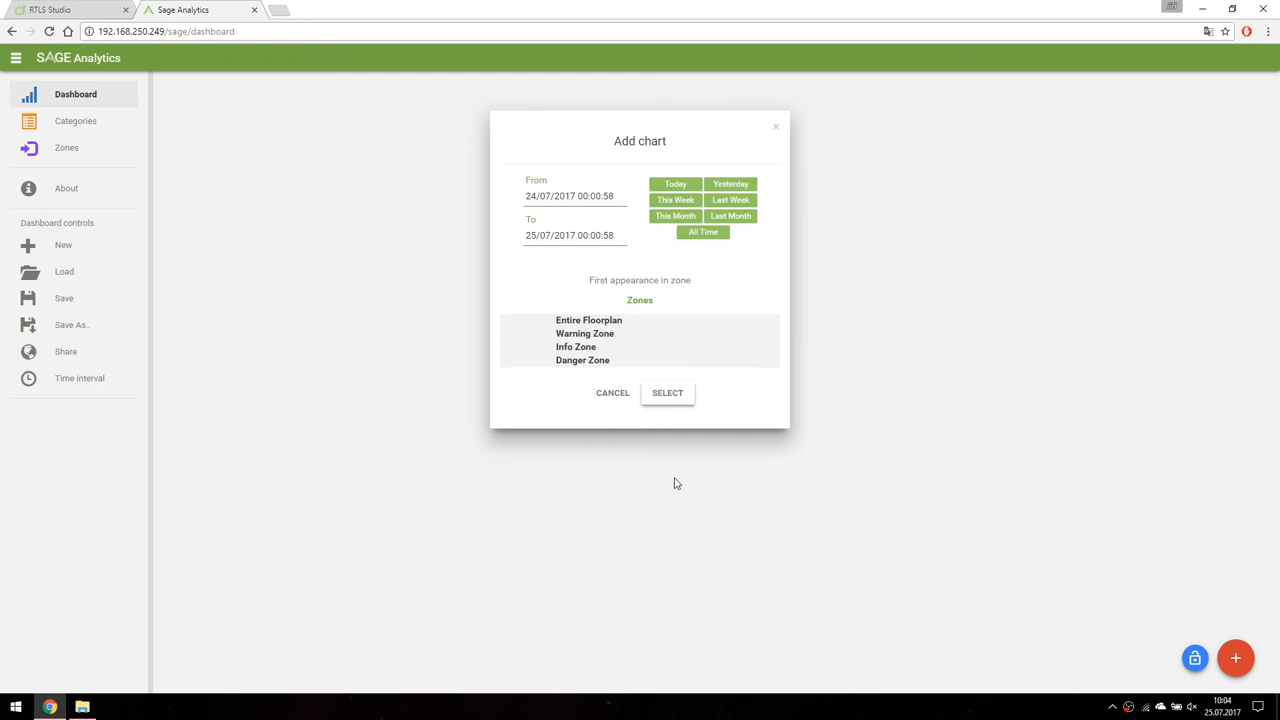 RTLS Studio
Sage Analytics
192.168.250.249/sage/dashboard
SAGE Analytics
Dashboard
Categories
Zones
About
Dashboard controls
New
Load
Save
Save As..
Share
Time interval
Add chart
From
24/07/2017 00:00:58
To
25/07/2017 00:00:58
Today
Yesterday
This Week
Last Week
This Month
Last Month
All Time
First appearance in zone
Zones
Entire Floorplan
Warning Zone
Info Zone
Danger Zone
CANCEL
SELECT
10:04
25.07.2017